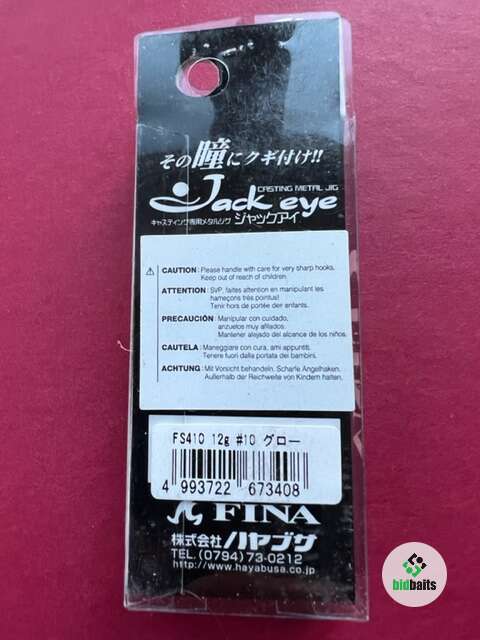 その瞳にクギ付け!!
CASTING METAL JIG
Jack eye
キャスティング専用メタルジグ ジャックアイ
⚠ CAUTION : Please handle with care for very sharp hooks.
Keep out of reach of children.
ATTENTION : SVP, faites attention en manipulant les
hameçons très pointus!
Tenir hors de portée der enfants.
PRECAUCIÓN : Manipular con cuidado,
anzuelos muy afilados.
Mantener alejado del alcance de los niños.
CAUTELA : Maneggiare con cura, ami appuntiti.
Tenere fuori dalla portata dei bambini.
ACHTUNG : Mit Vorsicht behandeln. Scharfe Angelhaken.
Außerhalb der Reichweite von Kindern halten.
FS410 12g #10 グロー
4 993722 673408
FINA
株式会社ハヤブサ
TEL.(0794)73-0212
http://www.hayabusa.co.jp
bidbaits